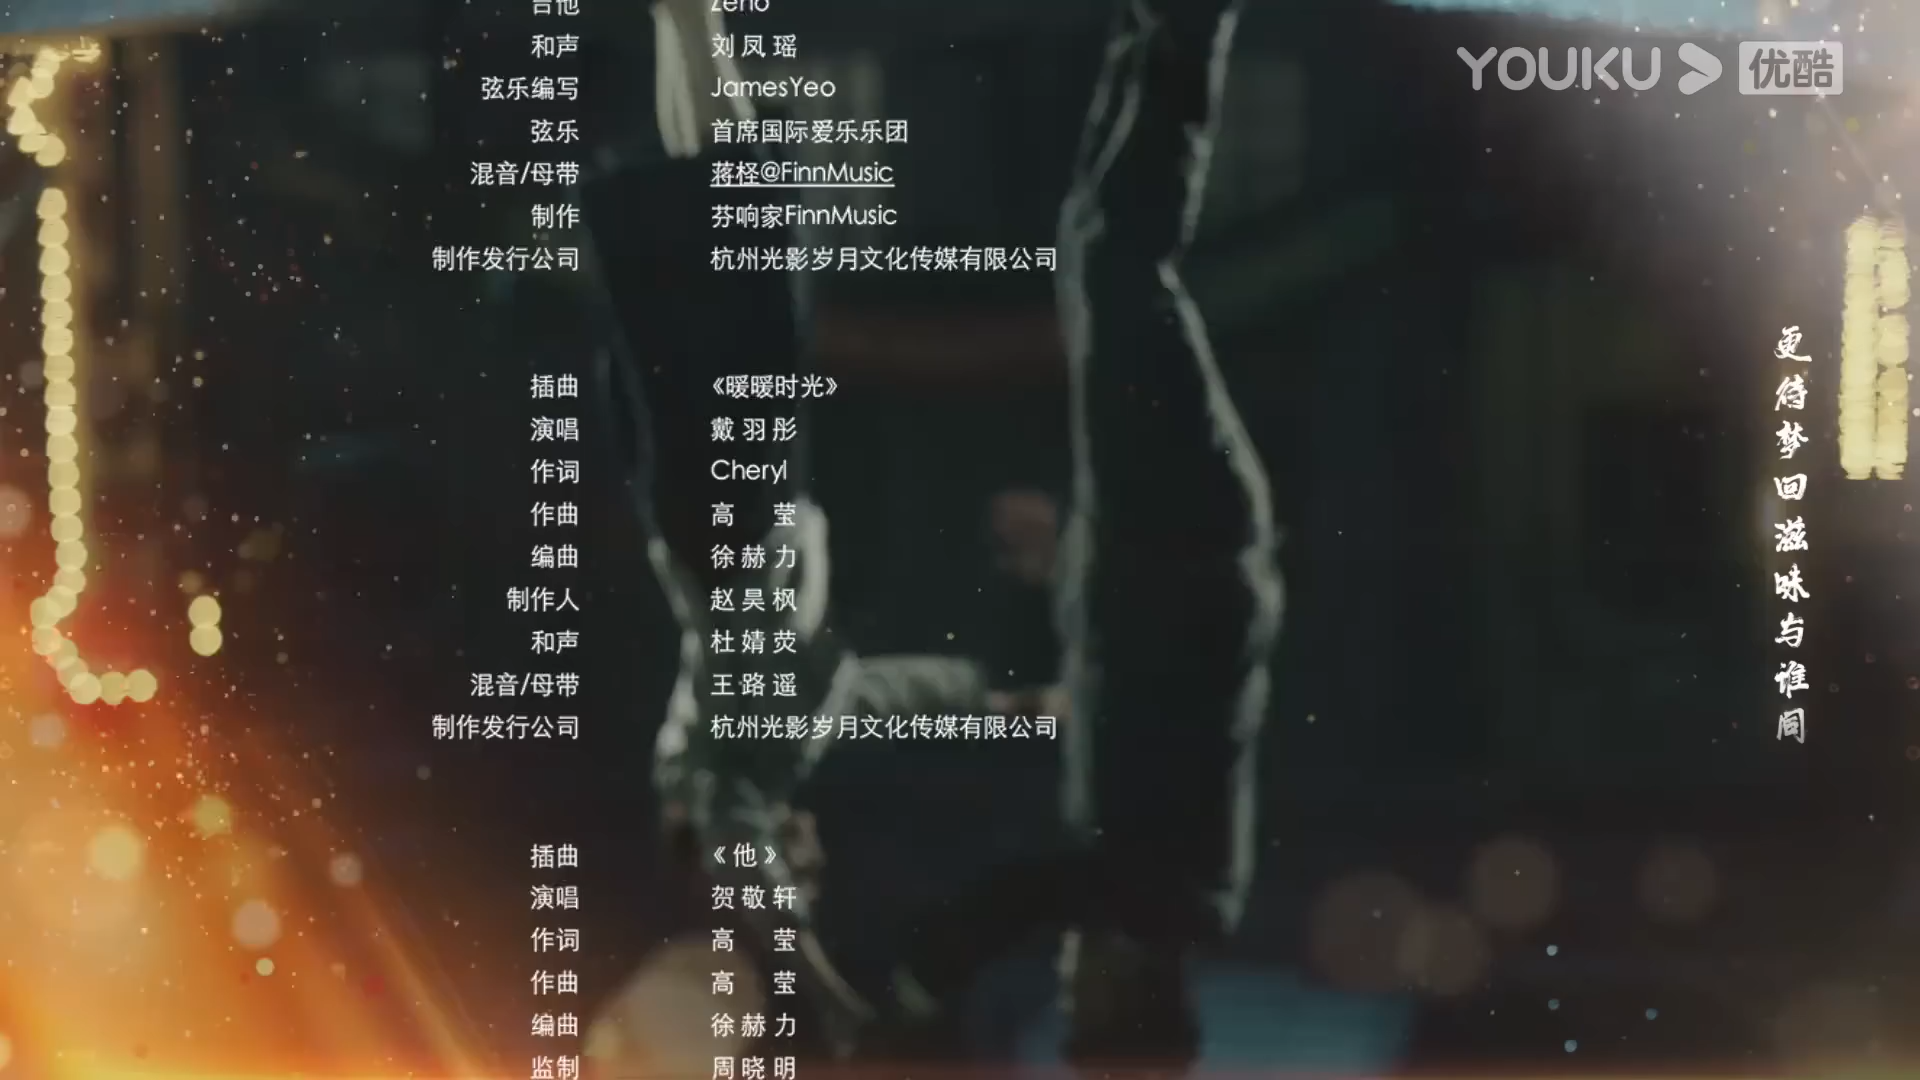 吉他 Zeno
和声 刘凤瑶
弦乐编写 JamesYeo
弦乐 首席国际爱乐乐团
混音/母带 蒋柽@FinnMusic
制作 芬响家FinnMusic
制作发行公司 杭州光影岁月文化传媒有限公司
插曲 《暖暖时光》
演唱 戴羽彤
作词 Cheryl
作曲 高莹
编曲 徐赫力
制作人 赵昊枫
和声 杜婧荧
混音/母带 王路遥
制作发行公司 杭州光影岁月文化传媒有限公司
插曲 《他》
演唱 贺敬轩
作词 高莹
作曲 高莹
编曲 徐赫力
监制 周晓明
YOUKU 优酷
更待梦回滋味与谁同